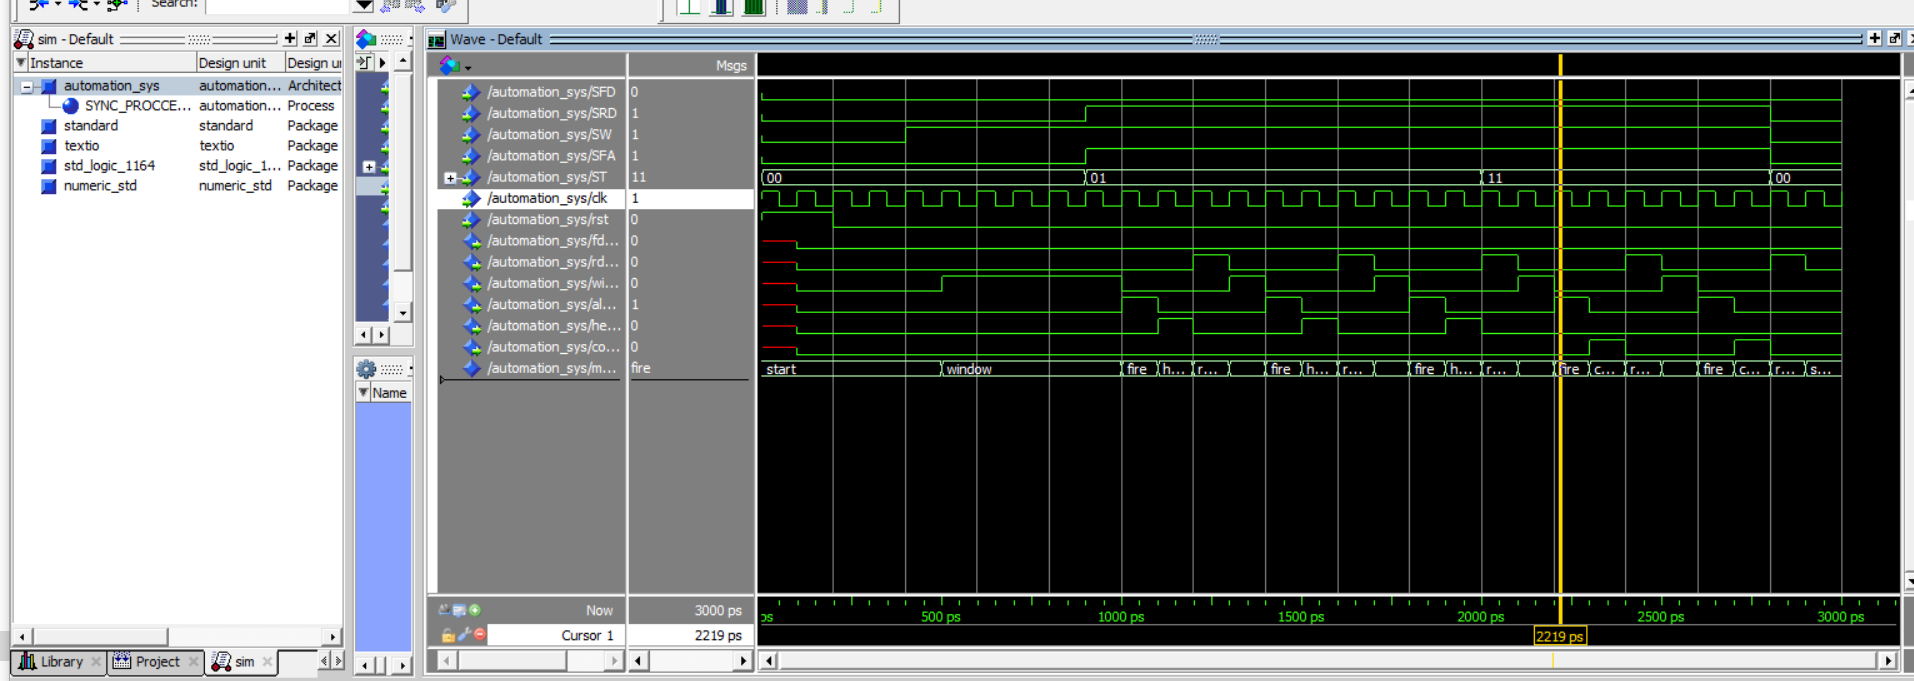 Search:
sim - Default
Wave - Default
Instance Design unit Design u
Msgs
automation_sys automation... Architect
SYNC_PROCCE... automation... Process
standard standard Package
textio textio Package
std_logic_1164 std_logic_1... Package
numeric_std numeric_std Package
/automation_sys/SFD 0
/automation_sys/SRD 1
/automation_sys/SW 1
/automation_sys/SFA 1
/automation_sys/ST 11 00 01 11 00
/automation_sys/clk 1
/automation_sys/rst 0
/automation_sys/fd... 0
/automation_sys/rd... 0
/automation_sys/wi... 0
/automation_sys/al... 1
/automation_sys/he... 0
/automation_sys/co... 0
/automation_sys/m... fire start window fire h... r... fire h... r... fire h... r... fire c... r... fire c... r... s...
Name
Now 3000 ps
500 ps 1000 ps 1500 ps 2000 ps 2500 ps 3000 ps
Cursor 1 2219 ps 2219 ps
Library Project sim